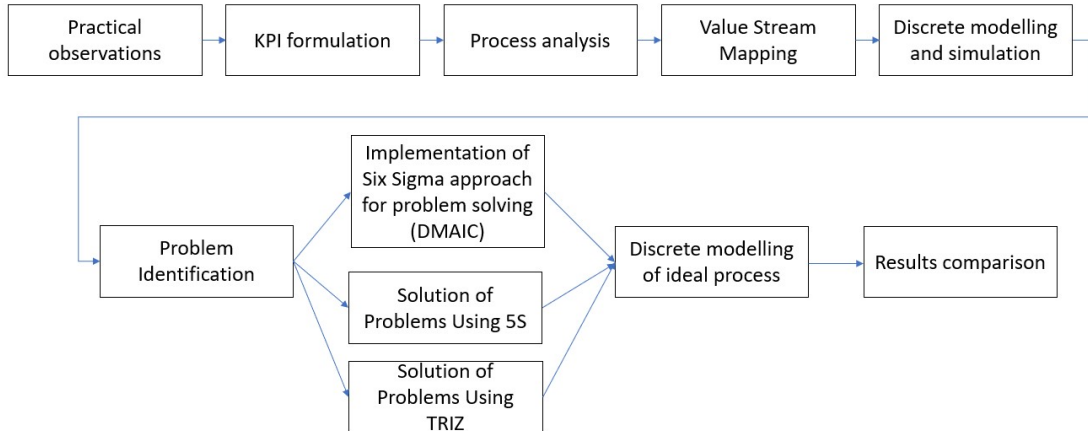 Practical
observations
KPI formulation
Process analysis
Value Stream
Mapping
Discrete modelling
and simulation
Problem
Identification
Implementation of
Six Sigma approach
for problem solving
(DMAIC)
Solution of
Problems Using 5S
Solution of
Problems Using
TRIZ
Discrete modelling
of ideal process
Results comparison